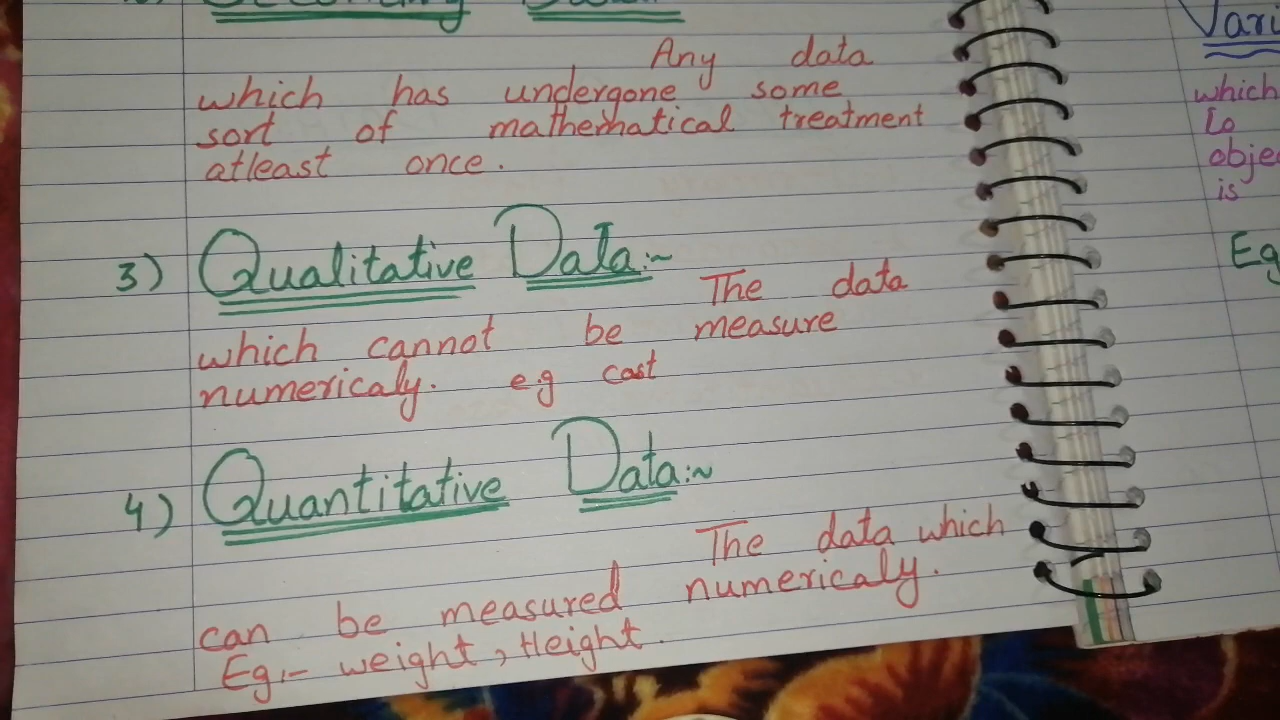 Any data
which has undergone some
sort of mathematical treatment
atleast once.
3) Qualitative Data:~
The data
which cannot be measure
numericaly. e.g cast
4) Quantitative Data:~
The data which
can be measured numericaly.
Eg:- weight, Height.
Vari
which
to
obje
is
Eg